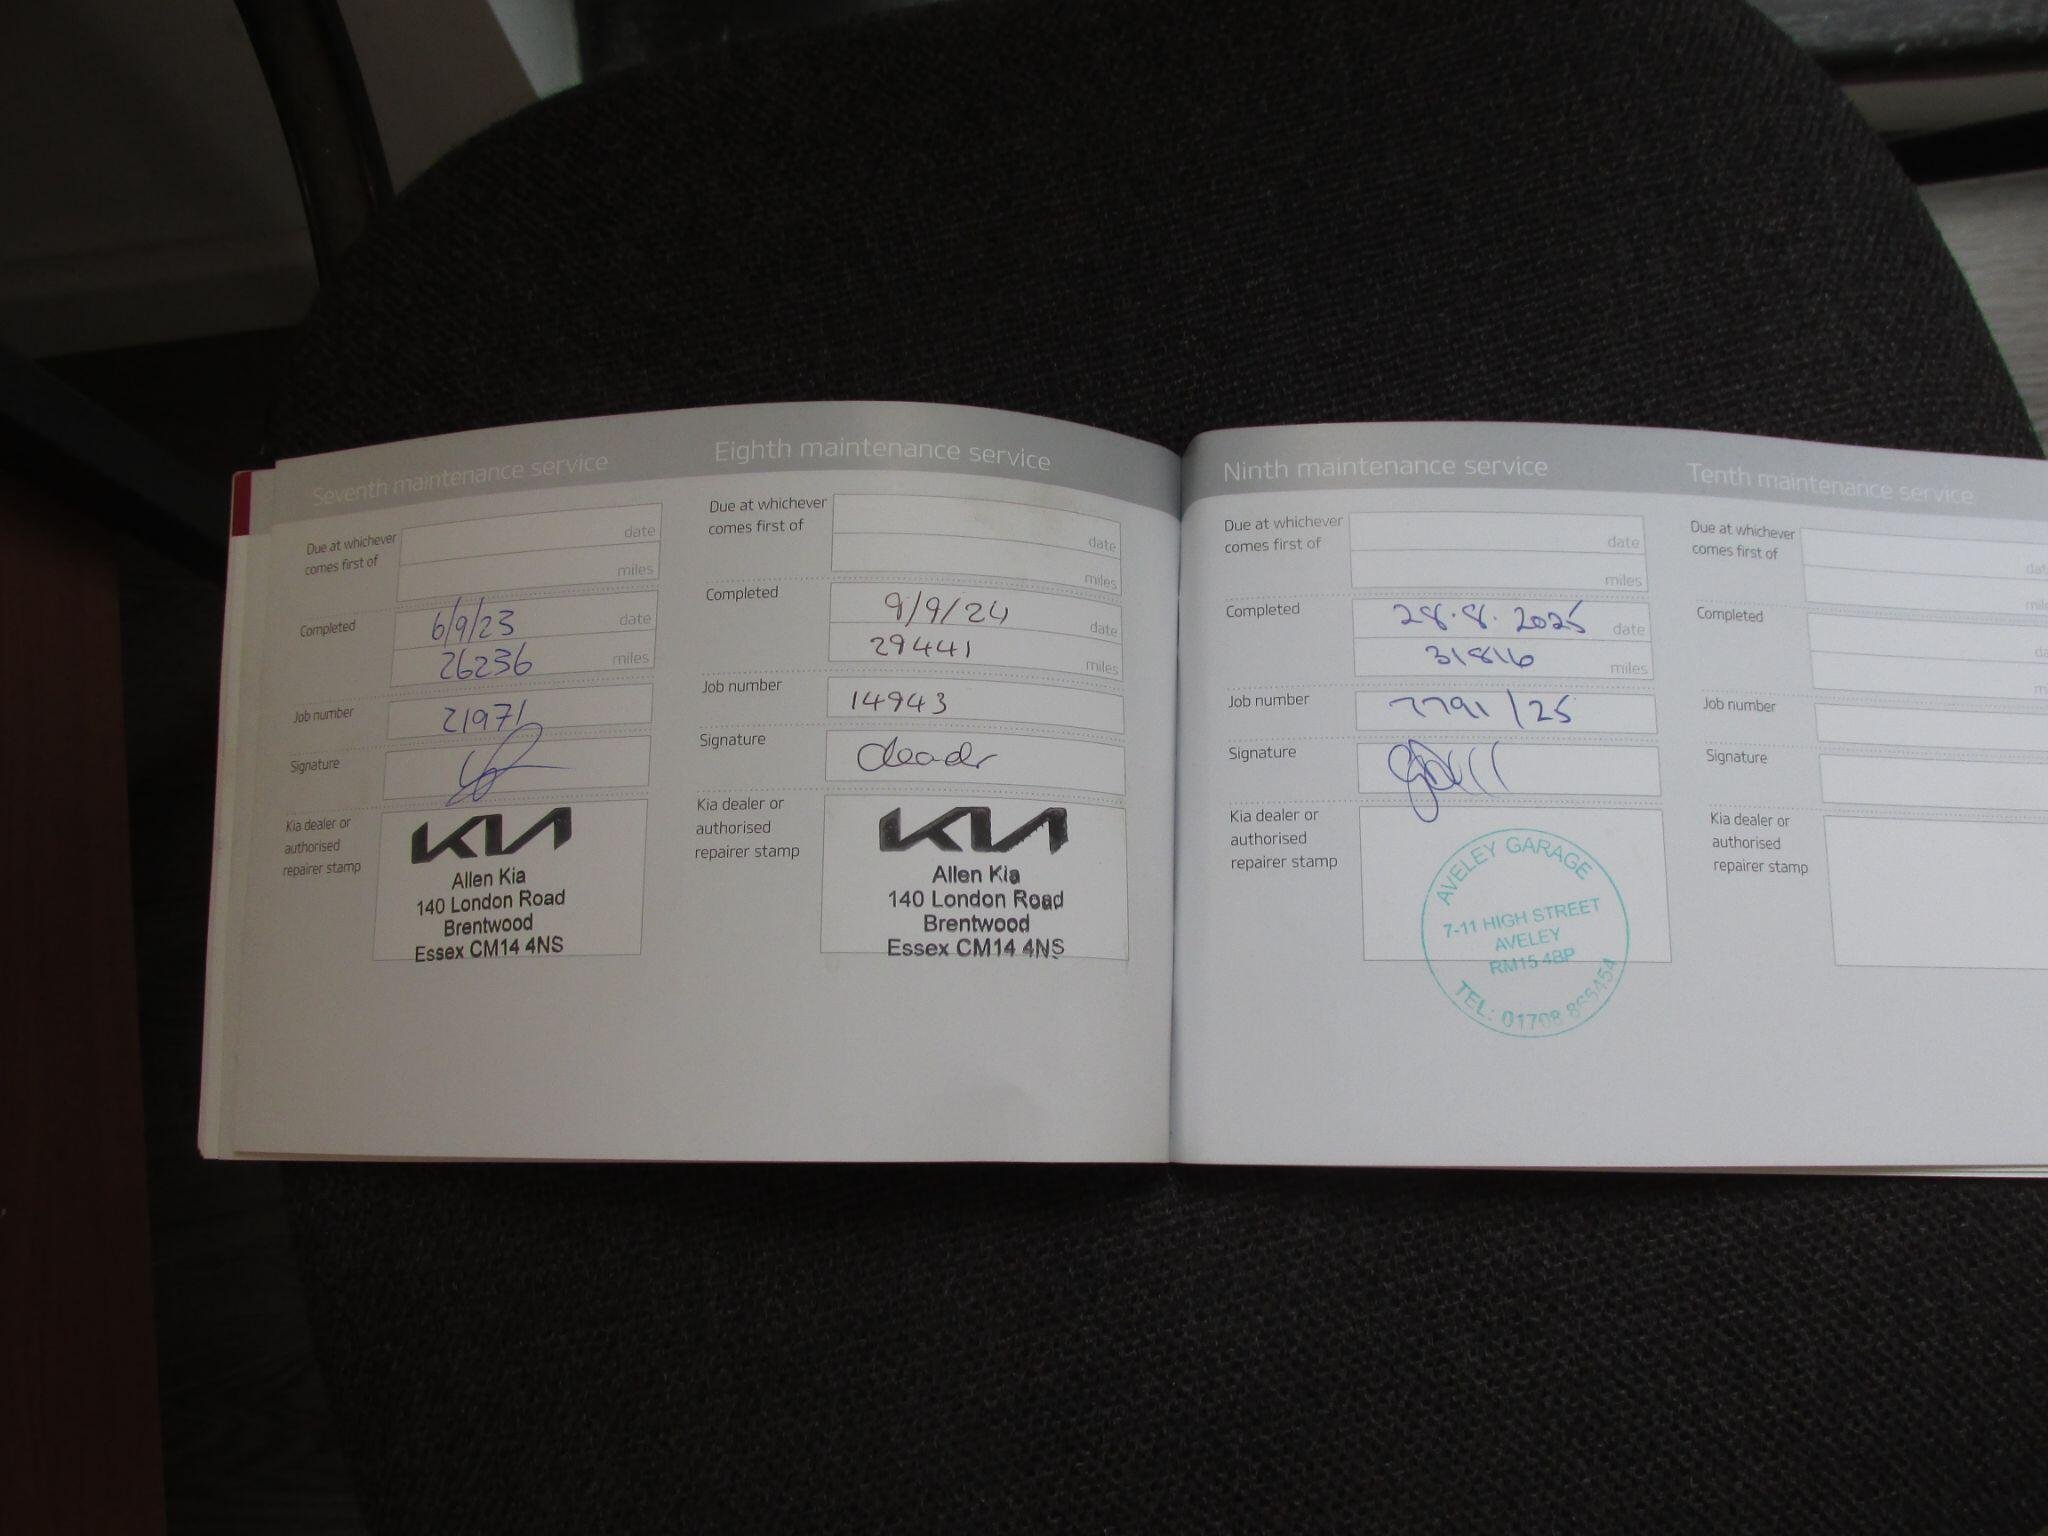 Seventh maintenance service
Due at whichever
comes first of
date
miles
Completed
6/9/23 date
26236 miles
Job number
21971
Signature
Kia dealer or
authorised
repairer stamp
KIA
Allen Kia
140 London Road
Brentwood
Essex CM14 4NS
Eighth maintenance service
Due at whichever
comes first of
date
miles
Completed
9/9/24 date
29441 miles
Job number
14943
Signature
Kia dealer or
authorised
repairer stamp
KIA
Allen Kia
140 London Road
Brentwood
Essex CM14 4NS
Ninth maintenance service
Due at whichever
comes first of
date
miles
Completed
28.8.2025 date
31816 miles
Job number
7791/25
Signature
Kia dealer or
authorised
repairer stamp
AVELEY GARAGE
7-11 HIGH STREET
AVELEY
RM15 4BP
TEL: 01708 865454
Tenth maintenance service
Due at whichever
comes first of
Completed
Job number
Signature
Kia dealer or
authorised
repairer stamp